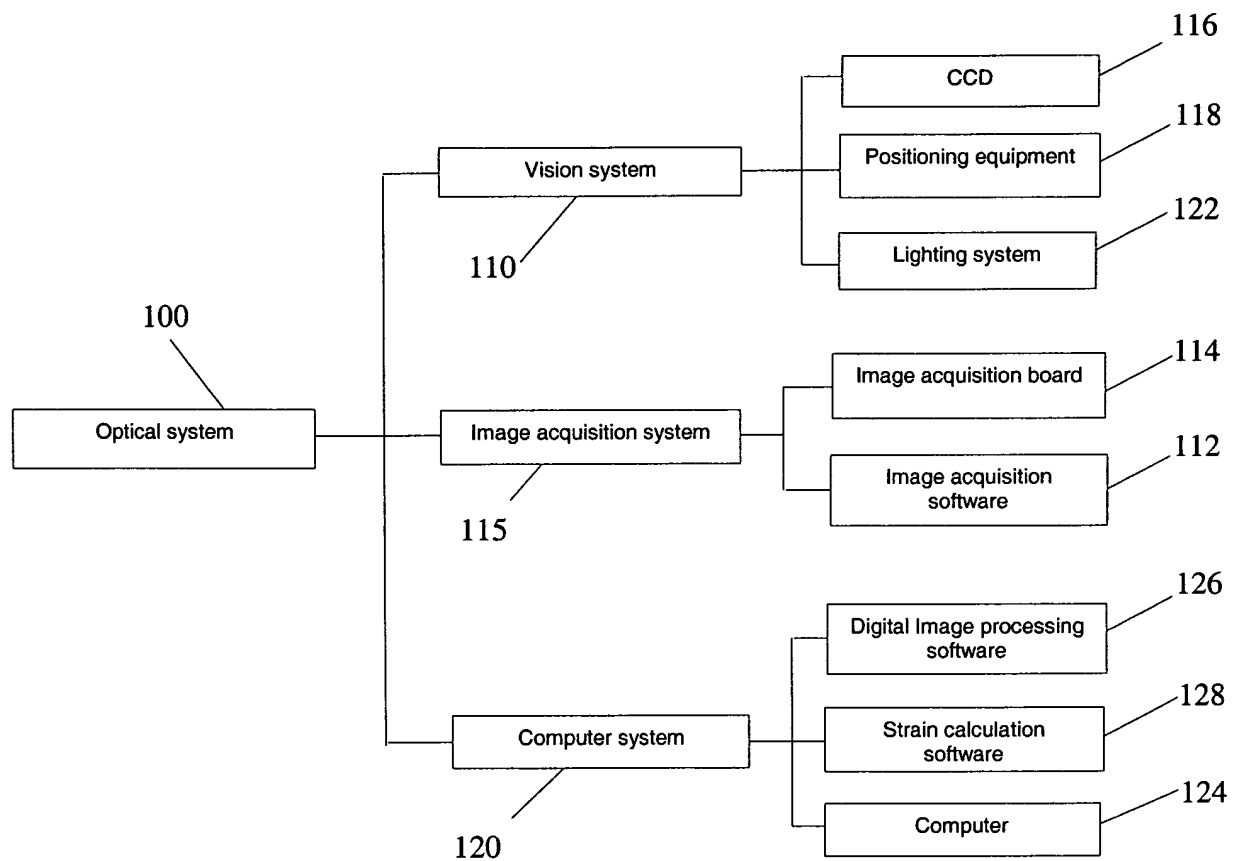 116
CCD
118
Positioning equipment
Vision system
122
Lighting system
110
100
114
Image acquisition board
Optical system
Image acquisition system
112
Image acquisition
software
115
126
Digital Image processing
software
128
Strain calculation
software
Computer system
124
Computer
120